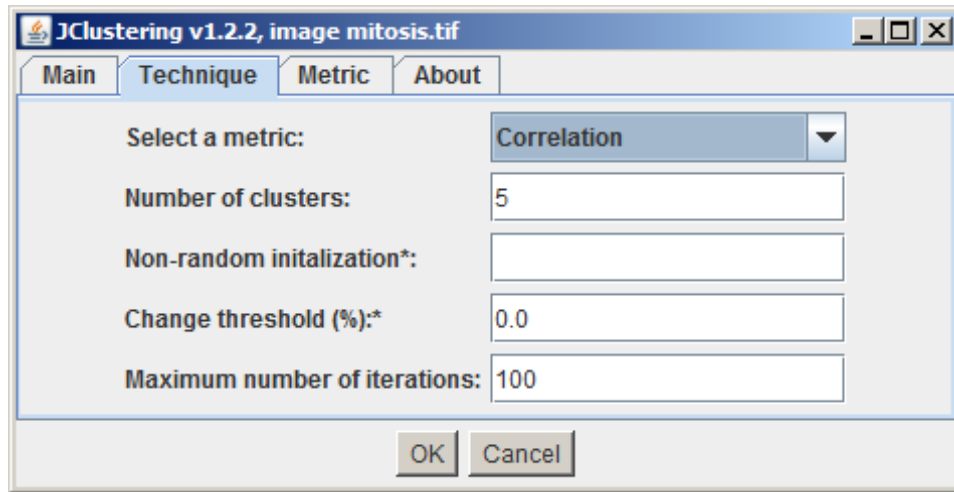 JClustering v1.2.2, image mitosis.tif
Main Technique Metric About
Select a metric: Correlation
Number of clusters: 5
Non-random initalization*:
Change threshold (%):* 0.0
Maximum number of iterations: 100
OK Cancel